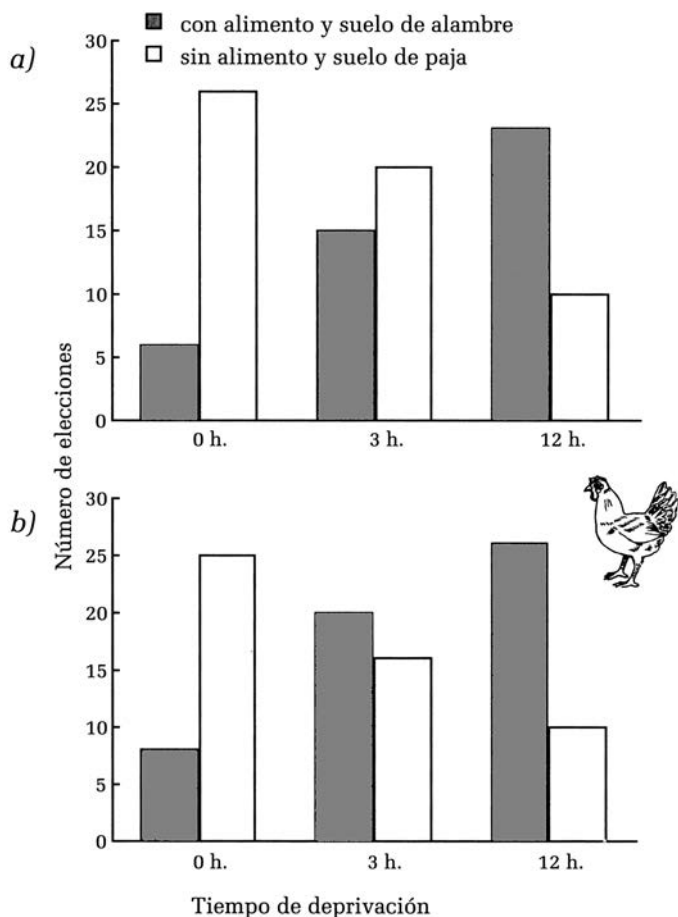 con alimento y suelo de alambre
sin alimento y suelo de paja
a)
30
25
20
15
10
5
0
0 h.
3 h.
12 h.
Número de elecciones
b)
30
25
20
15
10
5
0
0 h.
3 h.
12 h.
Tiempo de deprivación